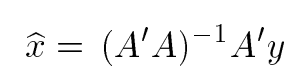 x̂ = (A′A)⁻¹A′y